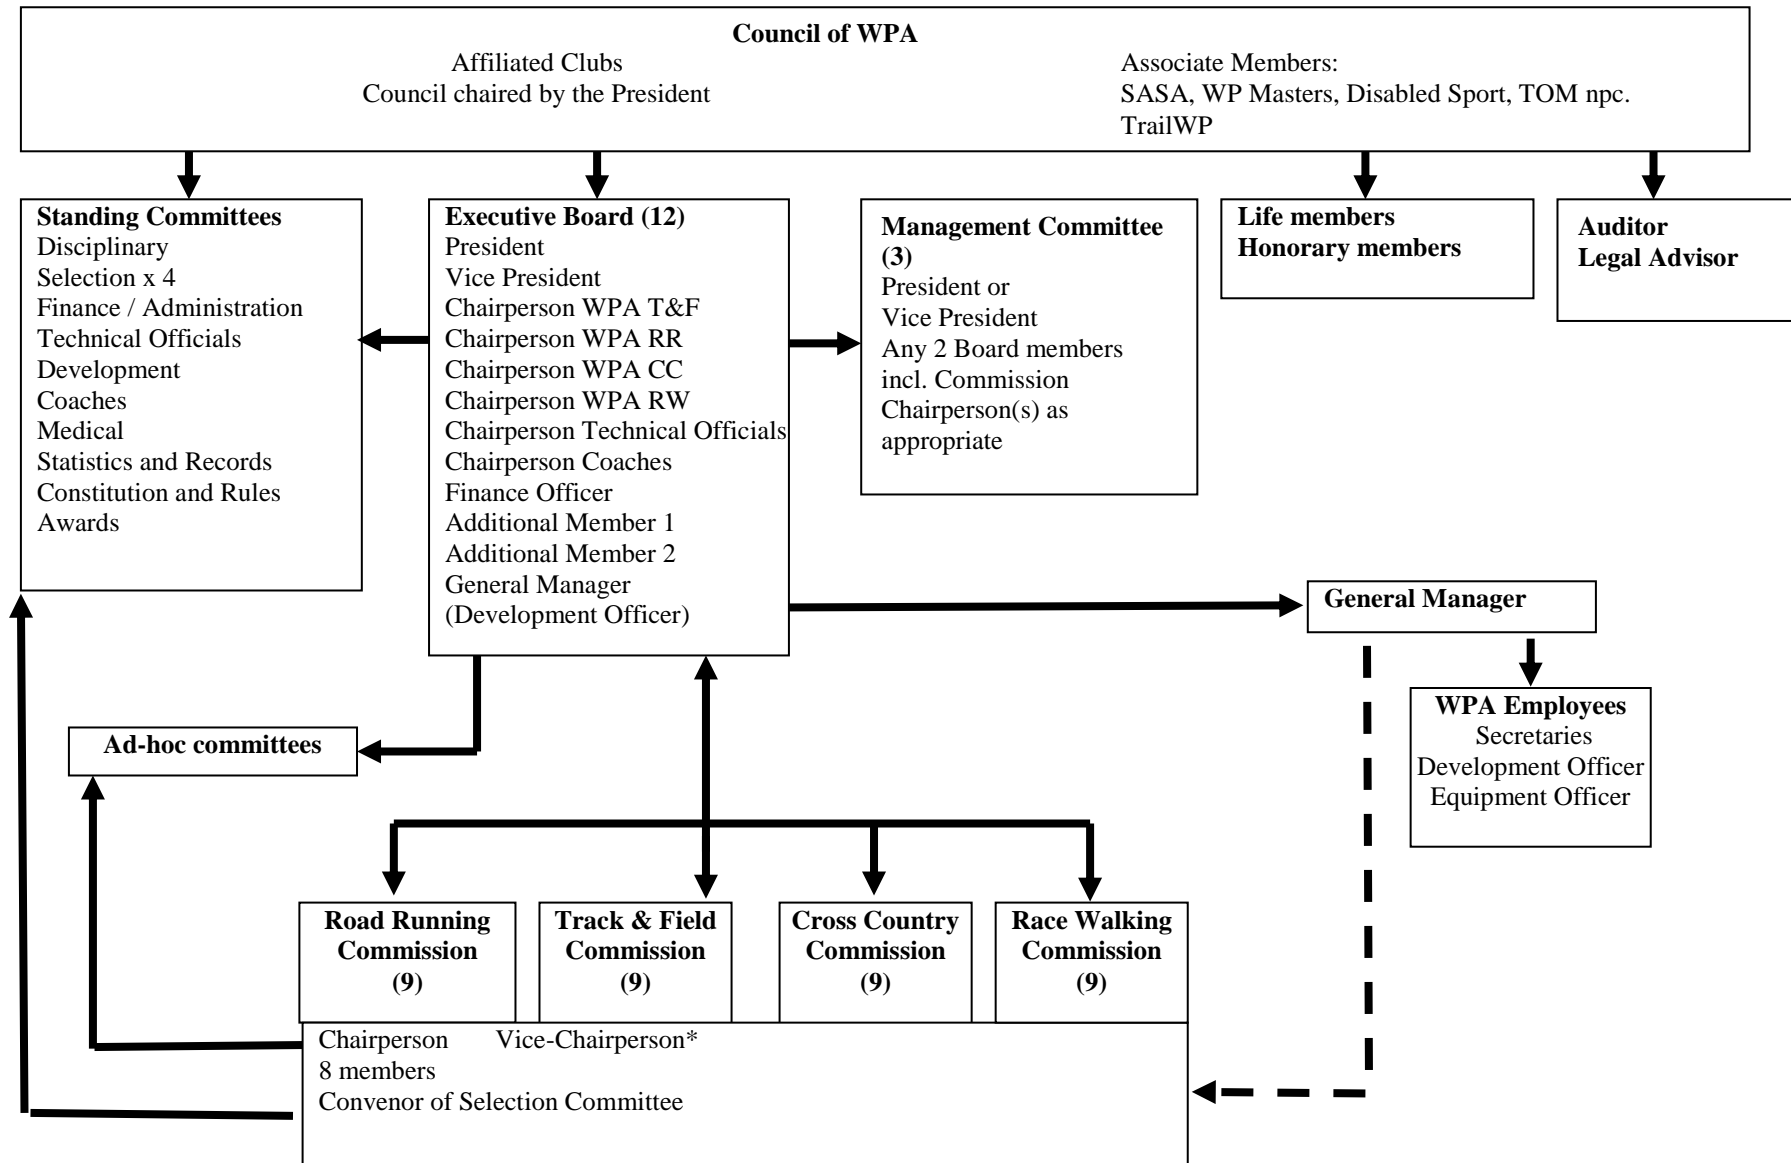 Council of WPA
Affiliated Clubs
Council chaired by the President
Associate Members:
SASA, WP Masters, Disabled Sport, TOM npc.
TrailWP
Standing Committees
Disciplinary
Selection x 4
Finance / Administration
Technical Officials
Development
Coaches
Medical
Statistics and Records
Constitution and Rules
Awards
Executive Board (12)
President
Vice President
Chairperson WPA T&F
Chairperson WPA RR
Chairperson WPA CC
Chairperson WPA RW
Chairperson Technical Officials
Chairperson Coaches
Finance Officer
Additional Member 1
Additional Member 2
General Manager
(Development Officer)
Management Committee
(3)
President or
Vice President
Any 2 Board members
incl. Commission
Chairperson(s) as
appropriate
Life members
Honorary members
Auditor
Legal Advisor
General Manager
WPA Employees
Secretaries
Development Officer
Equipment Officer
Ad-hoc committees
Road Running
Commission
(9)
Track & Field
Commission
(9)
Cross Country
Commission
(9)
Race Walking
Commission
(9)
Chairperson Vice-Chairperson*
8 members
Convenor of Selection Committee